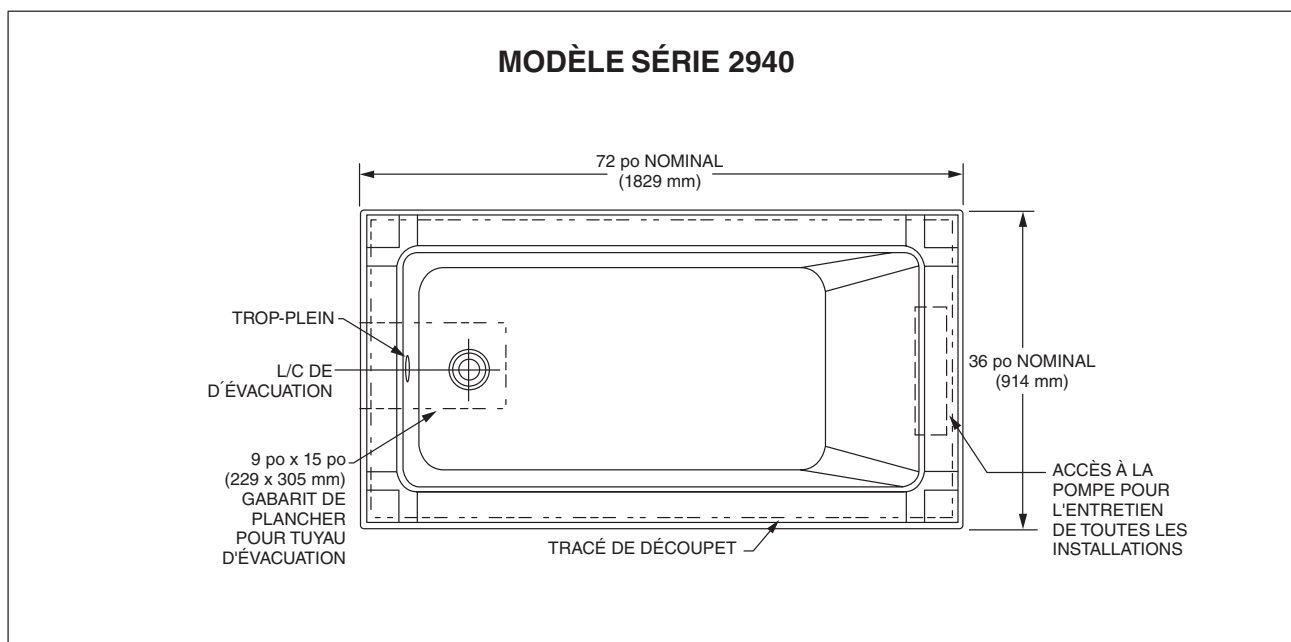 MODÈLE SÉRIE 2940
72 po NOMINAL
(1829 mm)
TROP-PLEIN
L/C DE
D´ÉVACUATION
36 po NOMINAL
(914 mm)
9 po x 15 po
(229 x 305 mm)
GABARIT DE
PLANCHER
POUR TUYAU
D'ÉVACUATION
TRACÉ DE DÉCOUPET
ACCÈS À LA
POMPE POUR
L'ENTRETIEN
DE TOUTES LES
INSTALLATIONS